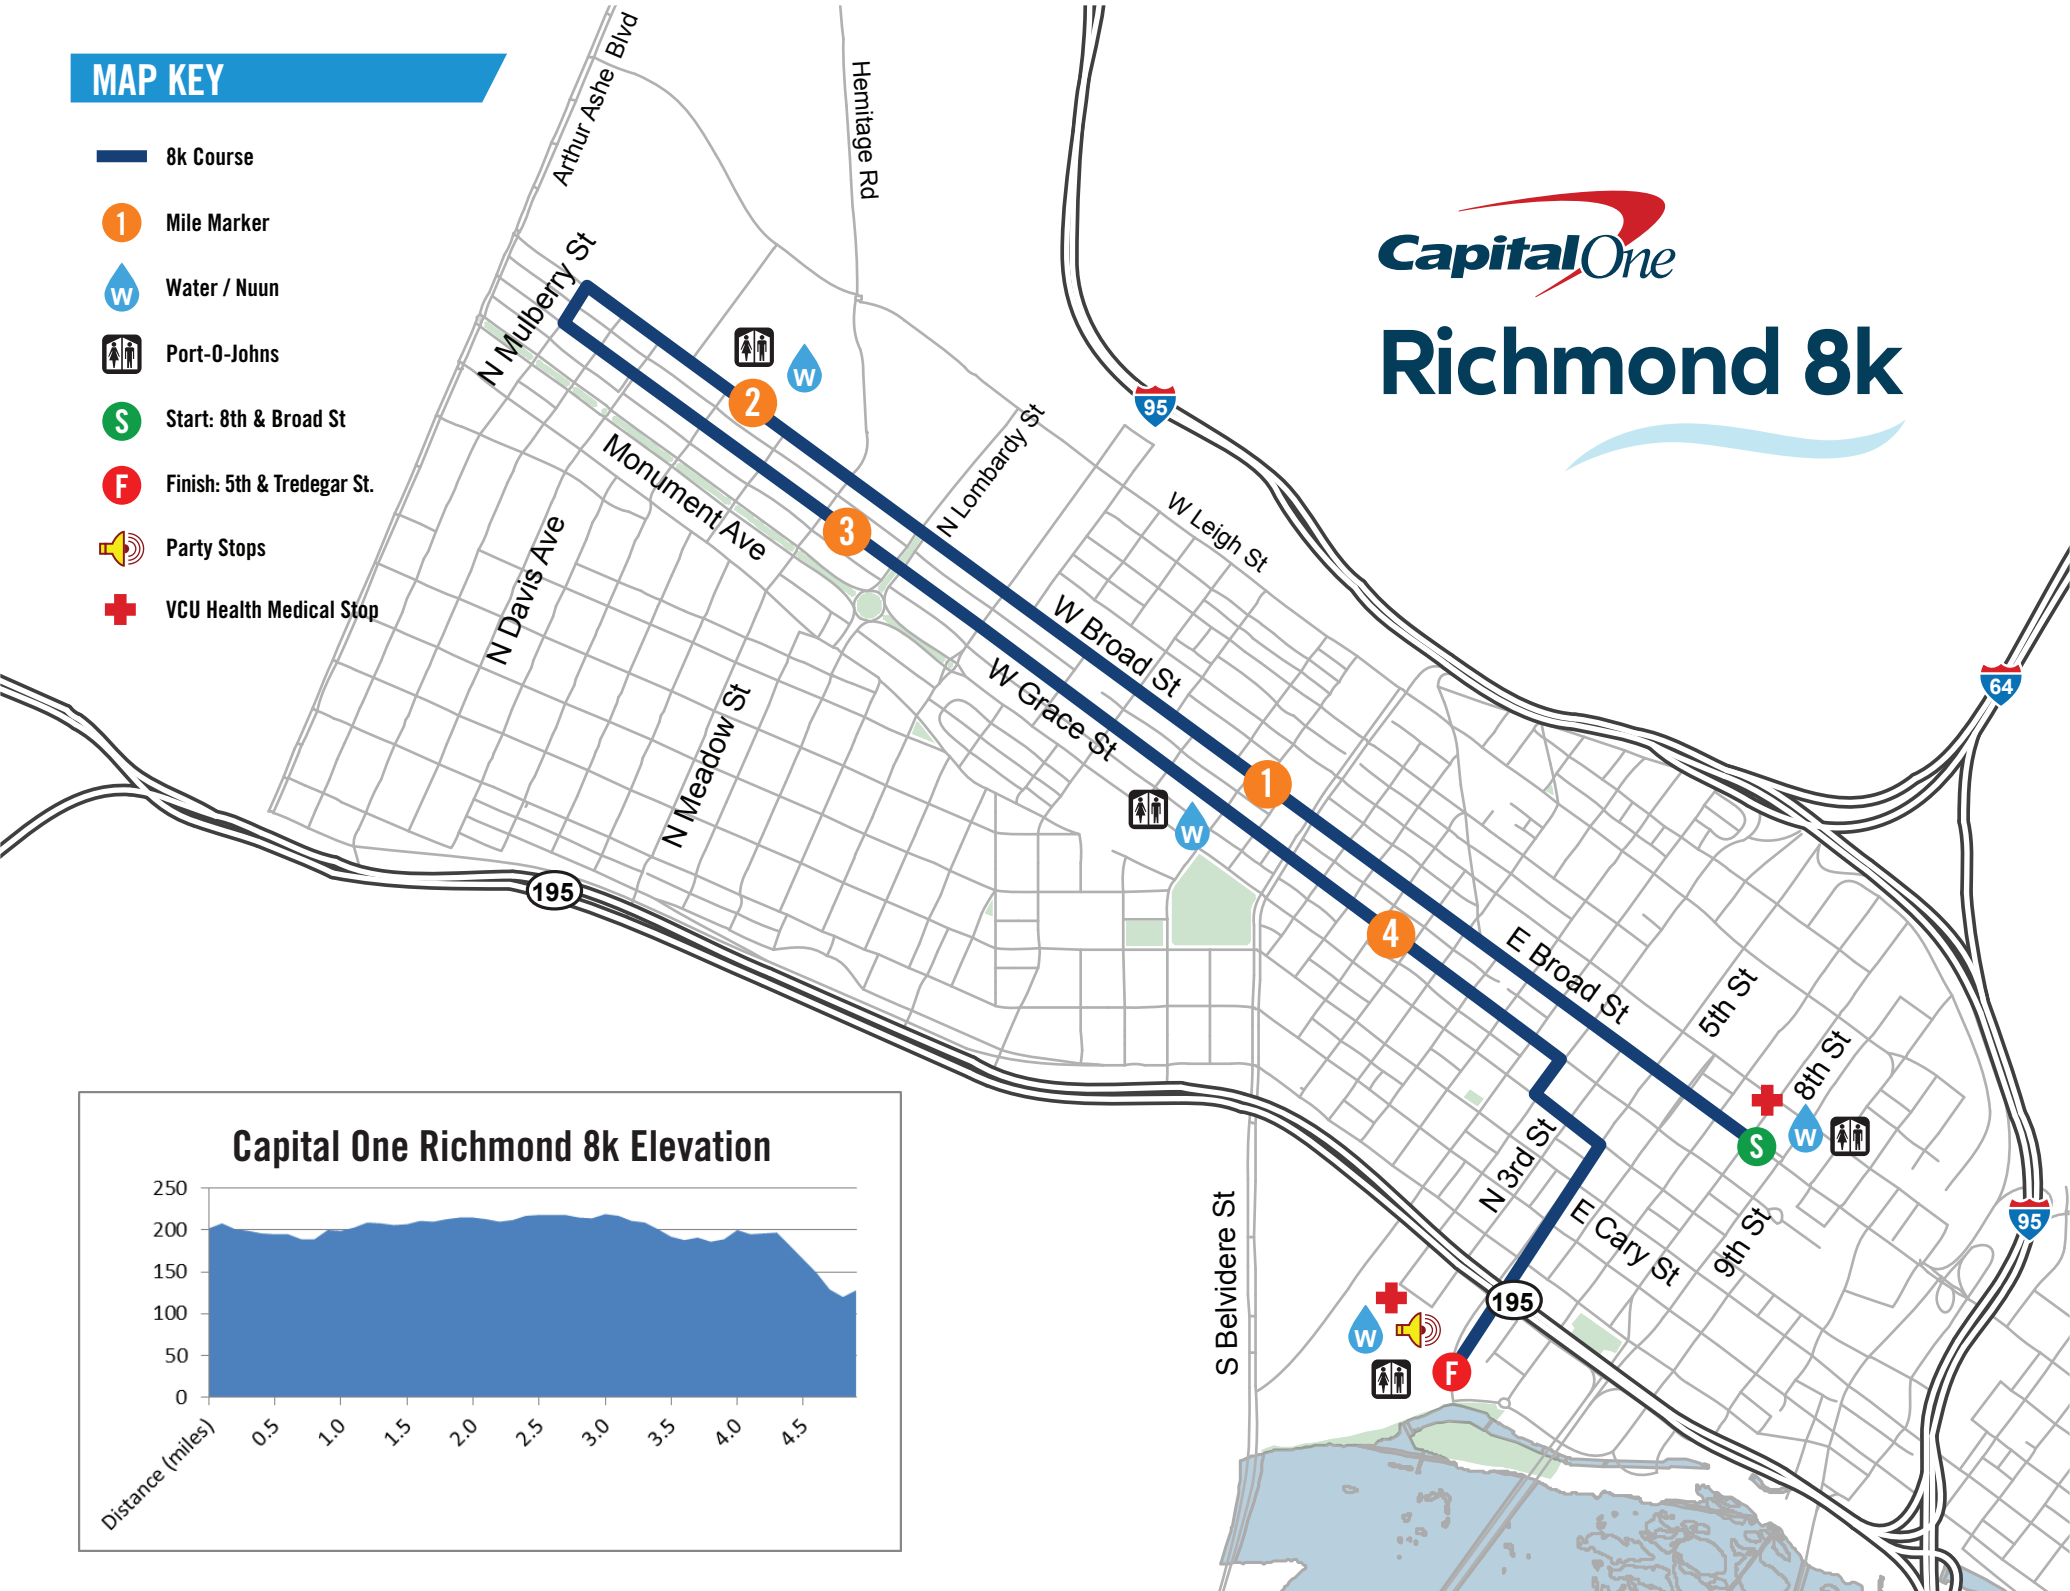 MAP KEY
8k Course
1 Mile Marker
W Water / Nuun
Port-O-Johns
S Start: 8th & Broad St
F Finish: 5th & Tredegar St.
Party Stops
VCU Health Medical Stop
Capital One
Richmond 8k
Arthur Ashe Blvd
Hemitage Rd
N Mulberry St
W
2
95
N Lombardy St
Monument Ave
3
W Leigh St
N Davis Ave
W Broad St
W Grace St
64
N Meadow St
1
W
195
4
E Broad St
5th St
8th St
W
S
N 3rd St
E Cary St
9th St
95
S Belvidere St
195
W
F
Capital One Richmond 8k Elevation
250
200
150
100
50
0
Distance (miles)
0.5
1.0
1.5
2.0
2.5
3.0
3.5
4.0
4.5